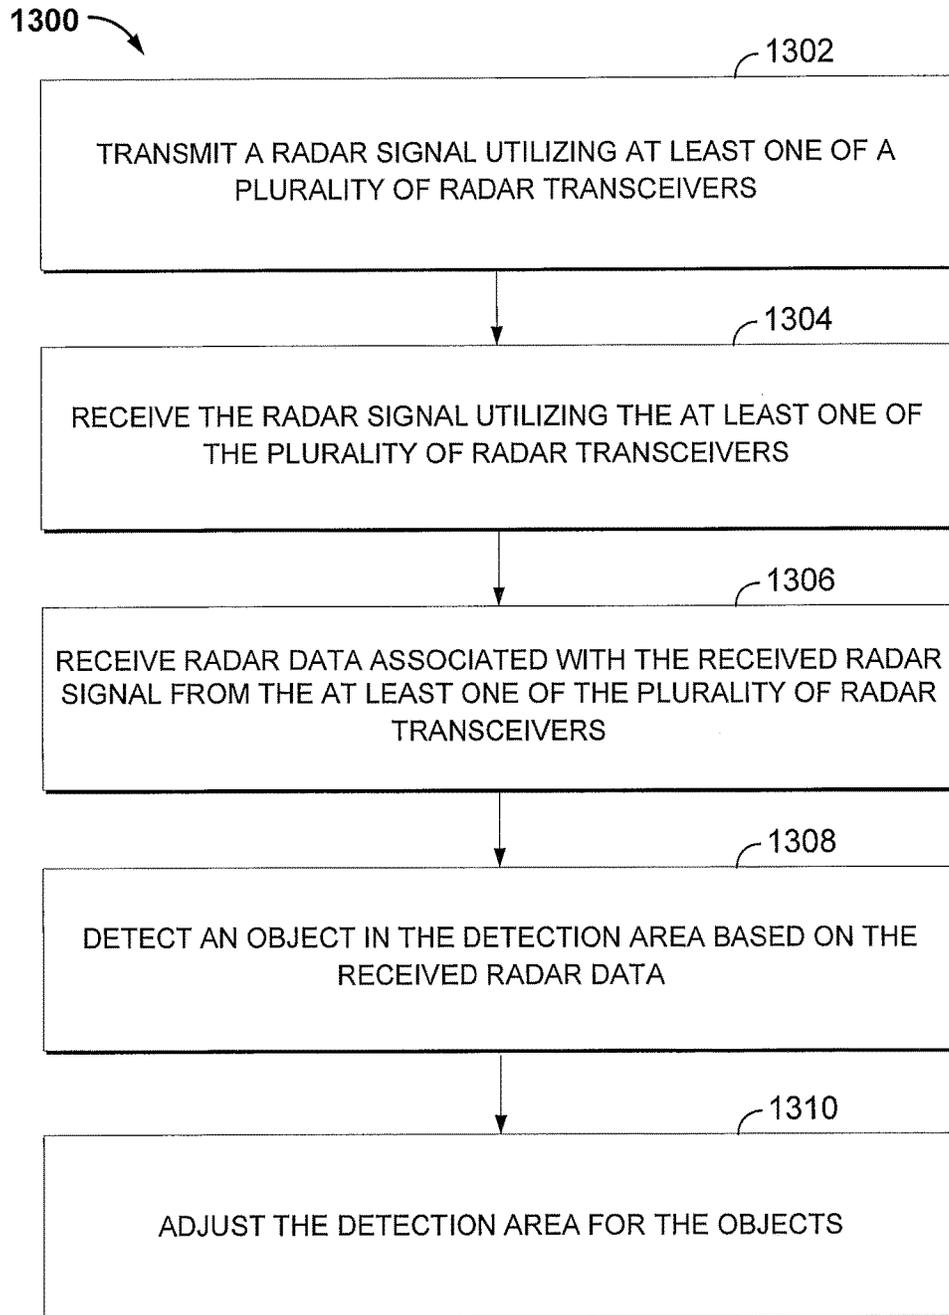 1300
1302
TRANSMIT A RADAR SIGNAL UTILIZING AT LEAST ONE OF A
PLURALITY OF RADAR TRANSCEIVERS
1304
RECEIVE THE RADAR SIGNAL UTILIZING THE AT LEAST ONE OF
THE PLURALITY OF RADAR TRANSCEIVERS
1306
RECEIVE RADAR DATA ASSOCIATED WITH THE RECEIVED RADAR
SIGNAL FROM THE AT LEAST ONE OF THE PLURALITY OF RADAR
TRANSCEIVERS
1308
DETECT AN OBJECT IN THE DETECTION AREA BASED ON THE
RECEIVED RADAR DATA
1310
ADJUST THE DETECTION AREA FOR THE OBJECTS